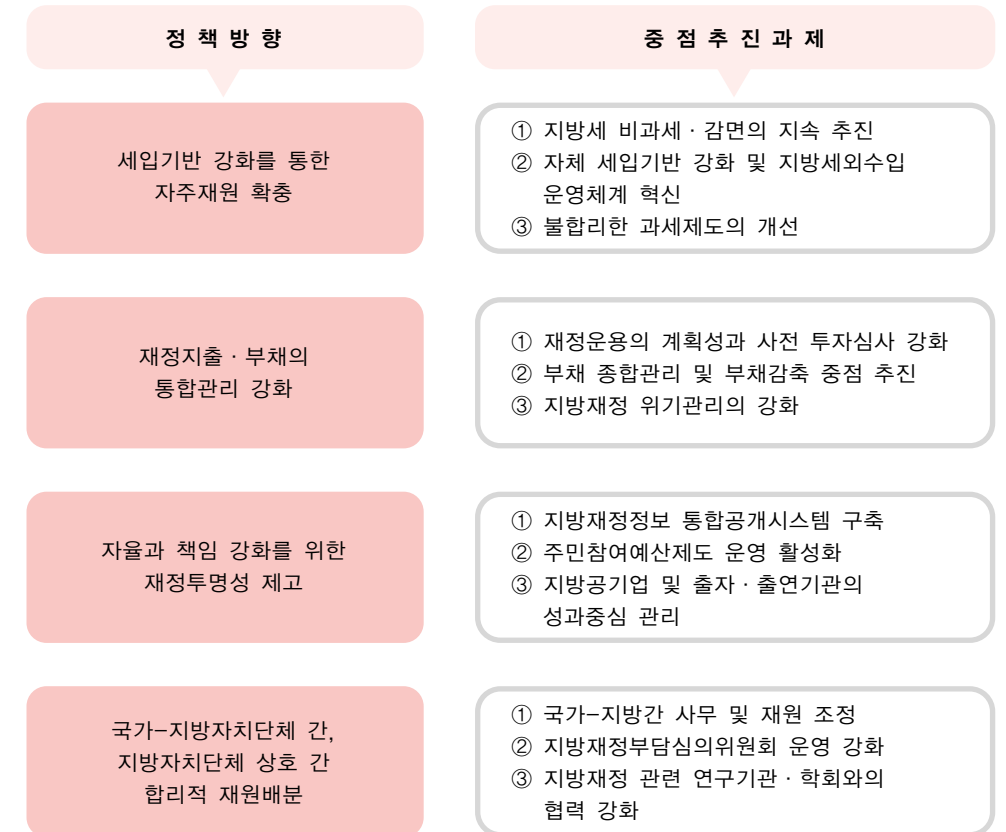 정 책 방 향
중 점 추 진 과 제
세입기반 강화를 통한
자주재원 확충
① 지방세 비과세 · 감면의 지속 추진
② 자체 세입기반 강화 및 지방세외수입
운영체계 혁신
③ 불합리한 과세제도의 개선
재정지출 · 부채의
통합관리 강화
① 재정운용의 계획성과 사전 투자심사 강화
② 부채 종합관리 및 부채감축 중점 추진
③ 지방재정 위기관리의 강화
자율과 책임 강화를 위한
재정투명성 제고
① 지방재정정보 통합공개시스템 구축
② 주민참여예산제도 운영 활성화
③ 지방공기업 및 출자 · 출연기관의
성과중심 관리
국가–지방자치단체 간,
지방자치단체 상호 간
합리적 재원배분
① 국가–지방간 사무 및 재원 조정
② 지방재정부담심의위원회 운영 강화
③ 지방재정 관련 연구기관 · 학회와의
협력 강화